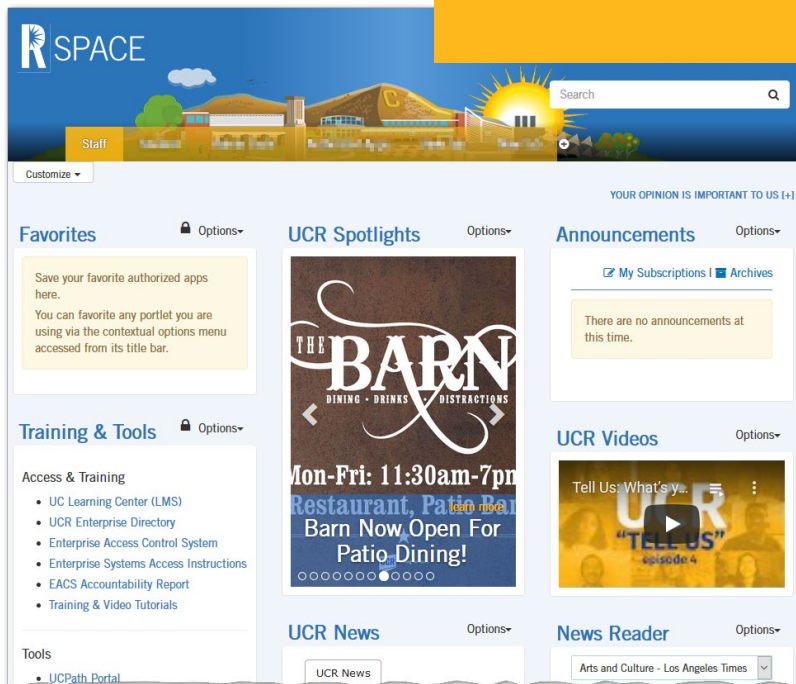 R SPACE
Search
Staff
Customize
YOUR OPINION IS IMPORTANT TO US [+]
Favorites
Options
Save your favorite authorized apps
here.
You can favorite any portlet you are
using via the contextual options menu
accessed from its title bar.
Training & Tools
Options
Access & Training
• UC Learning Center (LMS)
• UCR Enterprise Directory
• Enterprise Access Control System
• Enterprise Systems Access Instructions
• EACS Accountability Report
• Training & Video Tutorials
Tools
• UCPath Portal
UCR Spotlights
Options
THE
BARN
DINING • DRINKS • DISTRACTIONS
Mon-Fri: 11:30am-7pm
Restaurant, Patio Bar
learn more
Barn Now Open For
Patio Dining!
UCR News
Options
UCR News
Announcements
Options
My Subscriptions | Archives
There are no announcements at
this time.
UCR Videos
Options
Tell Us: What's y...
UCR
"TELL US"
episode 4
News Reader
Options
Arts and Culture - Los Angeles Times